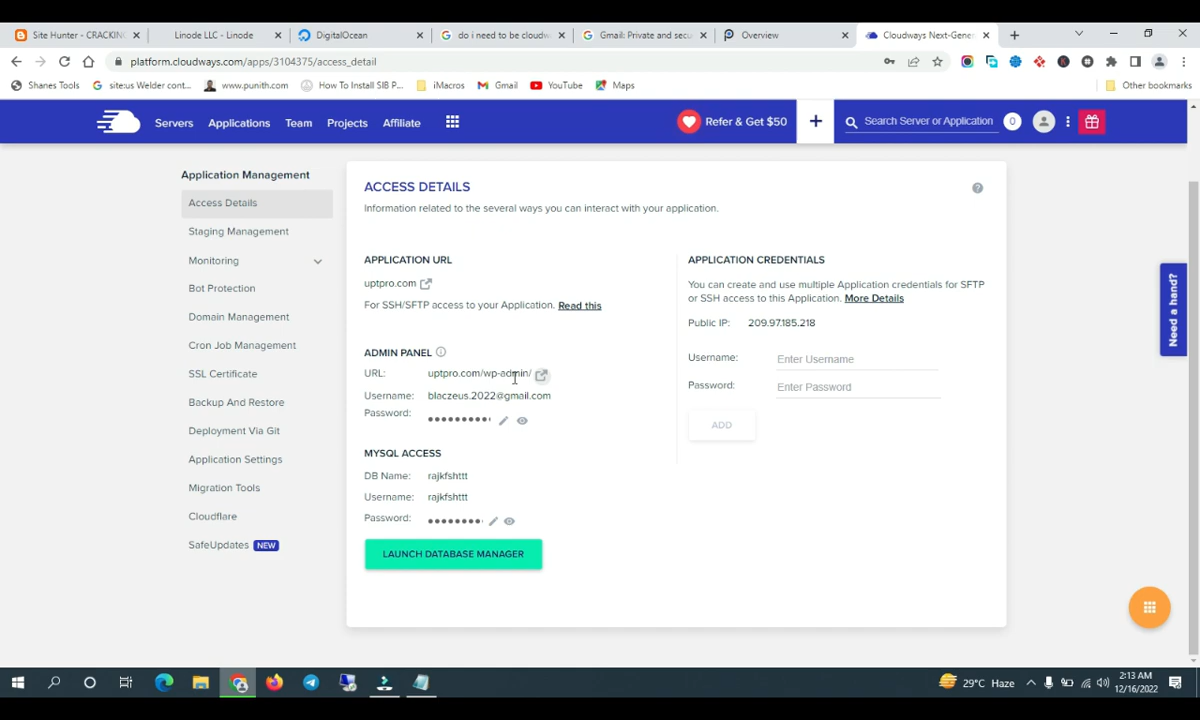 Site Hunter - CRACKING
Linode LLC - Linode
DigitalOcean
do i need to be cloudw
Gmail: Private and secu
Overview
Cloudways Next-Gener
platform.cloudways.com/apps/3104375/access_detail
Shanes Tools
site:us Welder cont...
www.punith.com
How To Install SIB P...
iMacros
Gmail
YouTube
Maps
Other bookmarks
Servers
Applications
Team
Projects
Affiliate
Refer & Get $50
+
Search Server or Application
0
Application Management
Access Details
Staging Management
Monitoring
Bot Protection
Domain Management
Cron Job Management
SSL Certificate
Backup And Restore
Deployment Via Git
Application Settings
Migration Tools
Cloudflare
SafeUpdates NEW
ACCESS DETAILS
Information related to the several ways you can interact with your application.
APPLICATION URL
uptpro.com
For SSH/SFTP access to your Application. Read this
ADMIN PANEL
URL: uptpro.com/wp-admin/
Username: blaczeus.2022@gmail.com
Password: ••••••••••
MYSQL ACCESS
DB Name: rajkfshttt
Username: rajkfshttt
Password: •••••••••
LAUNCH DATABASE MANAGER
APPLICATION CREDENTIALS
You can create and use multiple Application credentials for SFTP
or SSH access to this Application. More Details
Public IP: 209.97.185.218
Username: Enter Username
Password: Enter Password
ADD
Need a hand?
29°C Haze
2:13 AM
12/16/2022